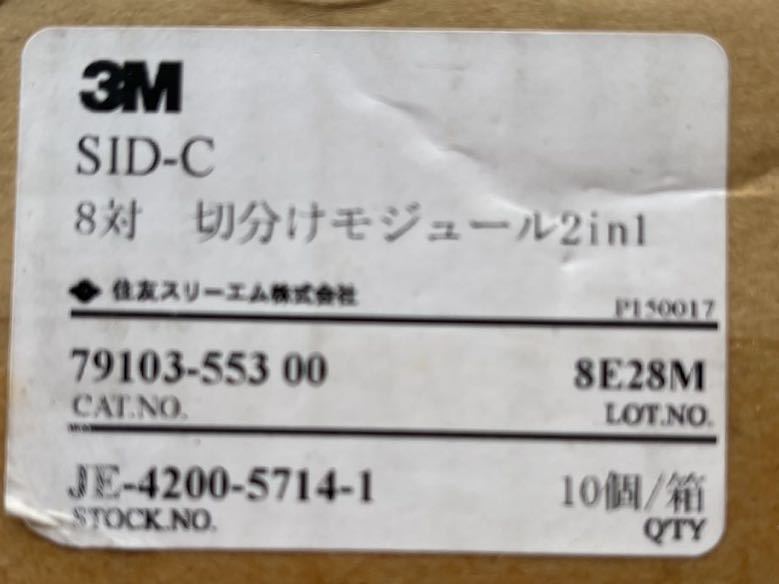 3M
SID-C
8対 切分けモジュール2in1
住友スリーエム株式会社
P150017
79103-553 00 8E28M
CAT.NO. LOT.NO.
JE-4200-5714-1 10個/箱
STOCK.NO. QTY